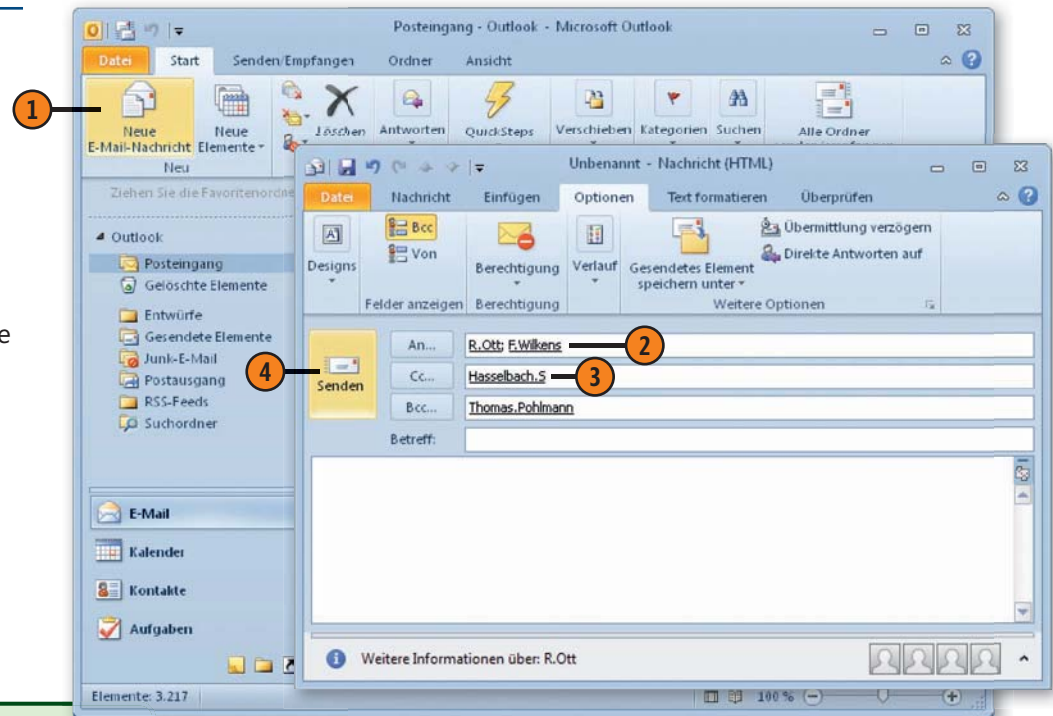 Posteingang - Outlook - Microsoft Outlook
Datei Start Senden/Empfangen Ordner Ansicht
1
Neue E-Mail-Nachricht
Neue Elemente
Löschen
Antworten
QuickSteps
Verschieben
Kategorien
Suchen
Alle Ordner
Neu
Ziehen Sie die Favoritenordne
Outlook
Posteingang
Gelöschte Elemente
Entwürfe
Gesendete Elemente
Junk-E-Mail
Postausgang
RSS-Feeds
Suchordner
E-Mail
Kalender
Kontakte
Aufgaben
Elemente: 3.217
100 %
e
Unbenannt - Nachricht (HTML)
Datei Nachricht Einfügen Optionen Text formatieren Überprüfen
Designs
Bcc
Von
Felder anzeigen
Berechtigung
Berechtigung
Verlauf
Gesendetes Element
speichern unter
Übermittlung verzögern
Direkte Antworten auf
Weitere Optionen
4
Senden
An... R.Ott; F.Wilkens 2
Cc... Hasselbach.S 3
Bcc... Thomas.Pohlmann
Betreff:
Weitere Informationen über: R.Ott